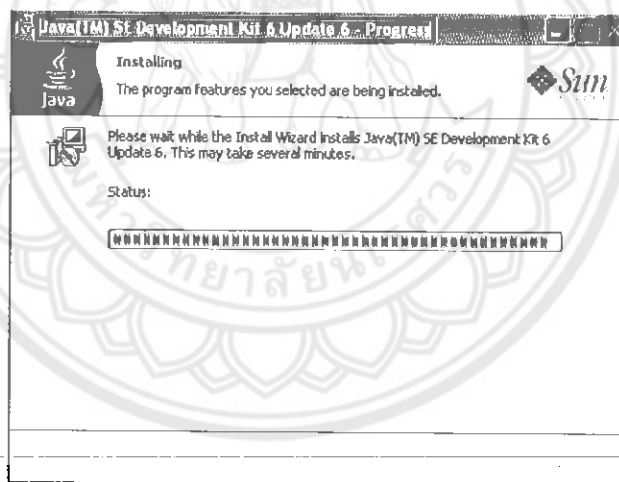 Java(TM) SE Development Kit 6 Update 6 - Progress
Installing
The program features you selected are being installed.
Java
Sun
Please wait while the Install Wizard installs Java(TM) SE Development Kit 6
Update 6. This may take several minutes.
Status: